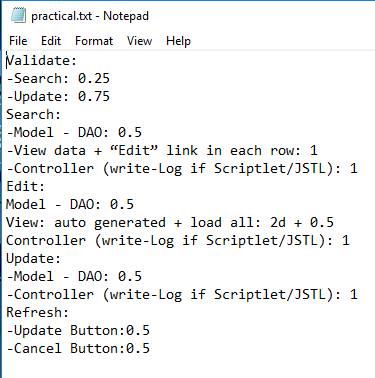 practical.txt - Notepad
File Edit Format View Help
Validate:
-Search: 0.25
-Update: 0.75
Search:
-Model - DAO: 0.5
-View data + “Edit” link in each row: 1
-Controller (write-Log if Scriptlet/JSTL): 1
Edit:
Model - DAO: 0.5
View: auto generated + load all: 2d + 0.5
Controller (write-Log if Scriptlet/JSTL): 1
Update:
-Model - DAO: 0.5
-Controller (write-Log if Scriptlet/JSTL): 1
Refresh:
-Update Button:0.5
-Cancel Button:0.5